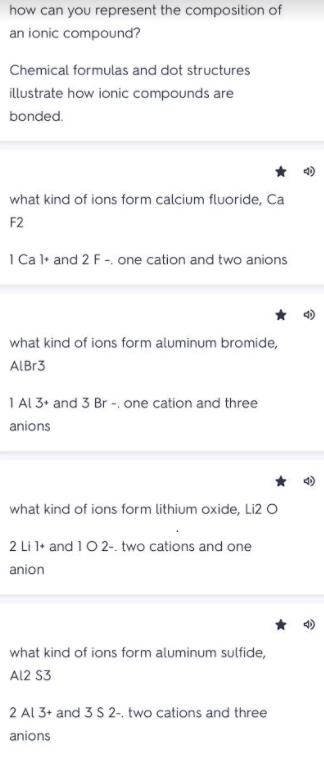 how can you represent the composition of
an ionic compound?
Chemical formulas and dot structures
illustrate how ionic compounds are
bonded.
what kind of ions form calcium fluoride, Ca
F2
1 Ca 1+ and 2 F -. one cation and two anions
what kind of ions form aluminum bromide,
AlBr3
1 Al 3+ and 3 Br -. one cation and three
anions
what kind of ions form lithium oxide, Li2 O
.
2 Li 1+ and 1 O 2-. two cations and one
anion
what kind of ions form aluminum sulfide,
Al2 S3
2 Al 3+ and 3 S 2-. two cations and three
anions